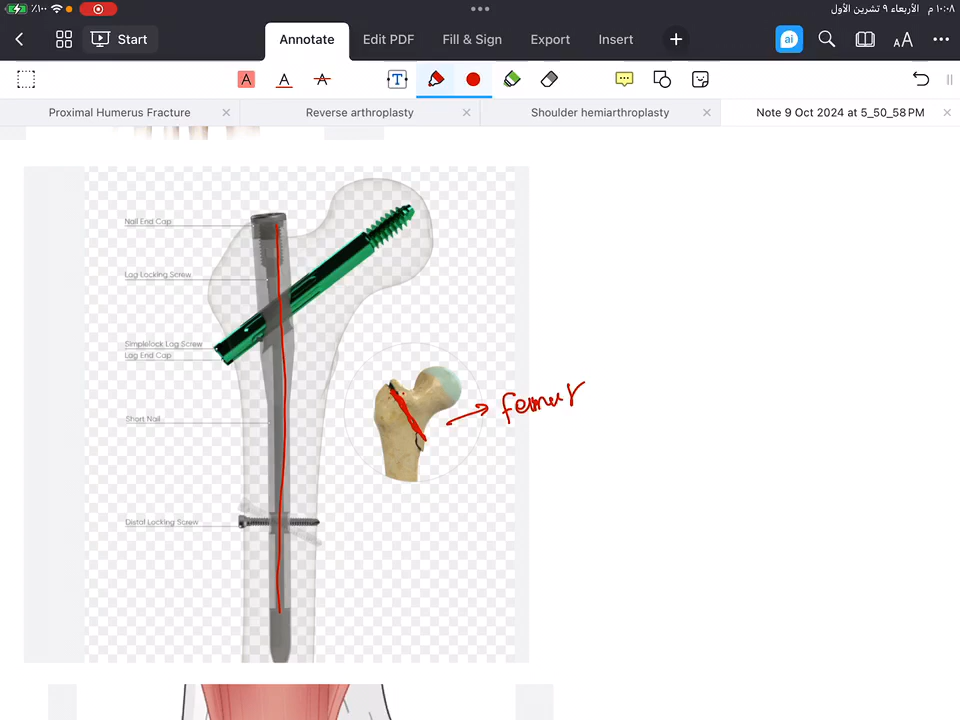 ٪١٠٠
١٠:٠٨ م الأربعاء ٩ تشرين الأول
Start
Annotate
Edit PDF
Fill & Sign
Export
Insert
ai
AA
A
A
A
T
Proximal Humerus Fracture
Reverse arthroplasty
Shoulder hemiarthroplasty
Note 9 Oct 2024 at 5_50_58 PM
Nail End Cap
Lag Locking Screw
Simplelock Lag Screw
Lag End Cap
Short Nail
Distal Locking Screw
femur